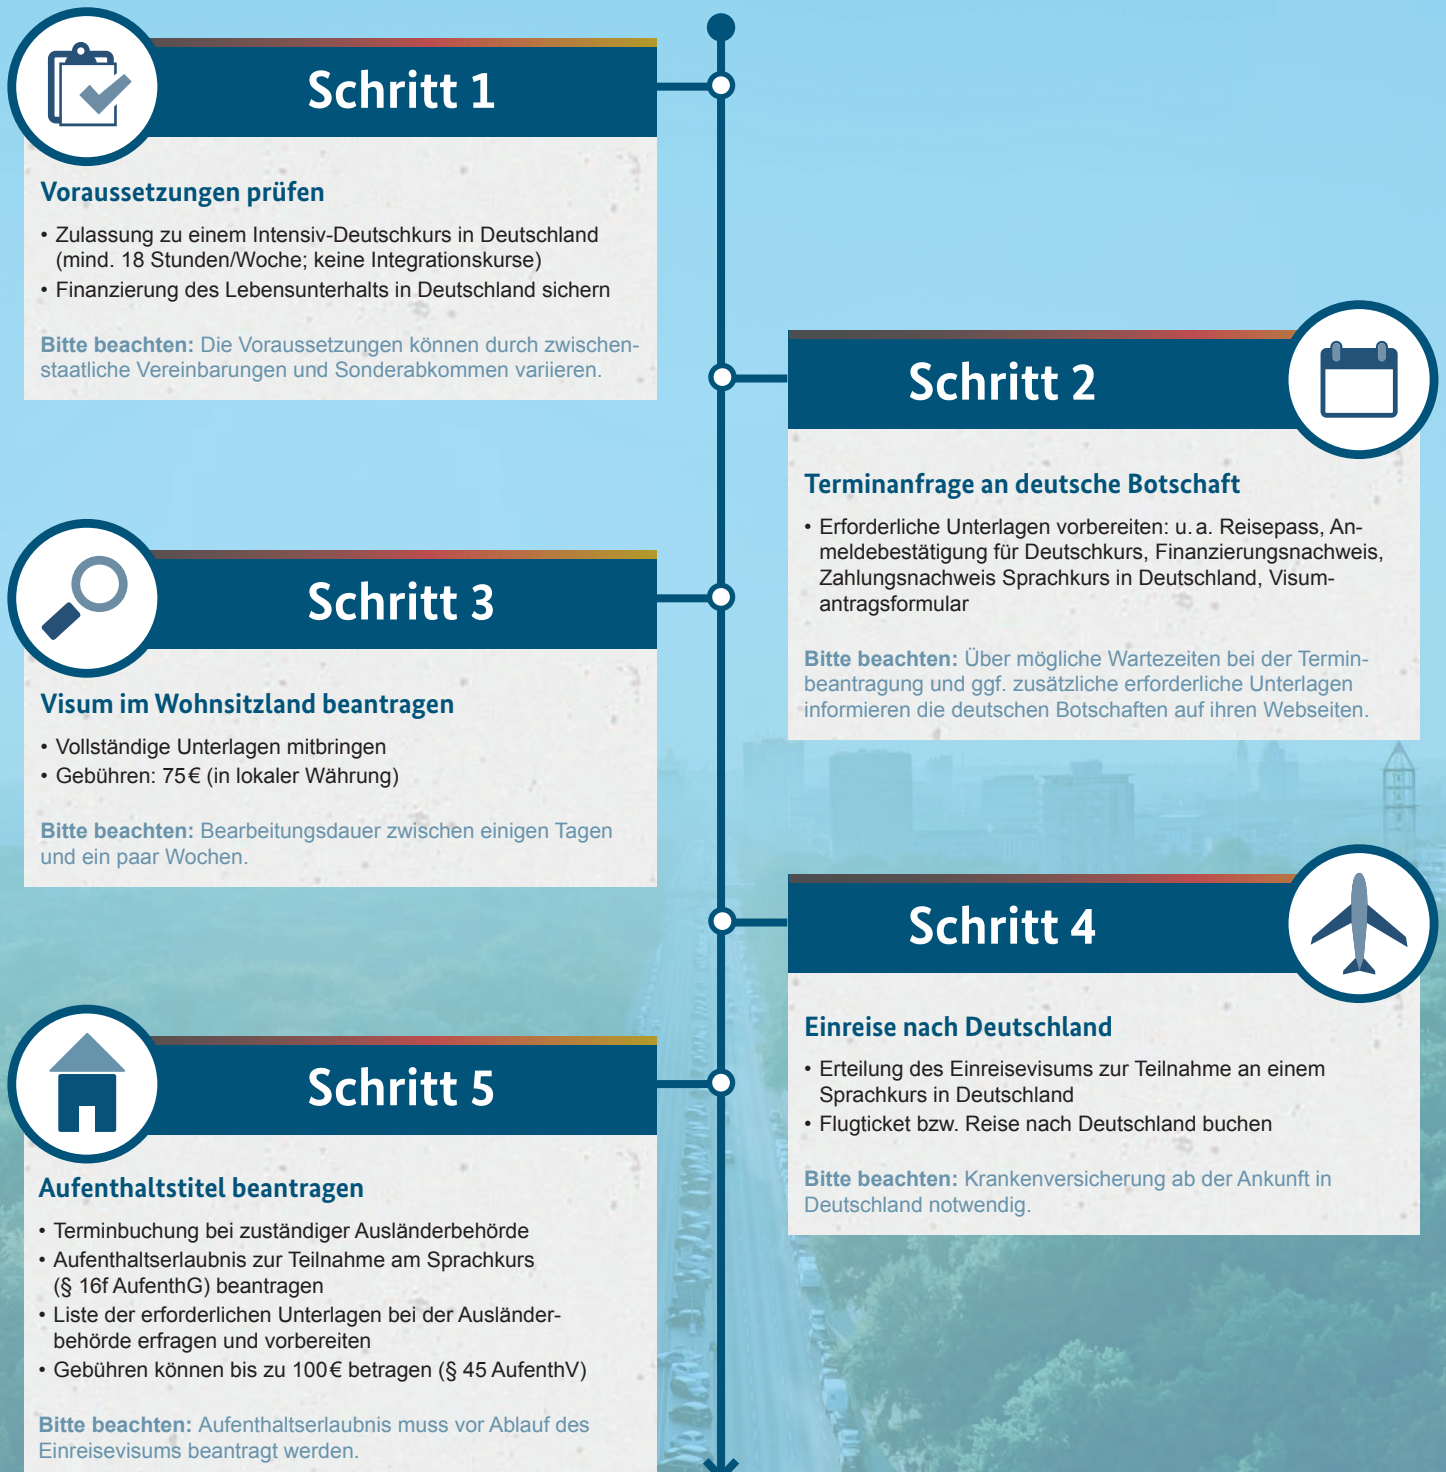 Schritt 1
Voraussetzungen prüfen
• Zulassung zu einem Intensiv-Deutschkurs in Deutschland
(mind. 18 Stunden/Woche; keine Integrationskurse)
• Finanzierung des Lebensunterhalts in Deutschland sichern
Bitte beachten: Die Voraussetzungen können durch zwischen-
staatliche Vereinbarungen und Sonderabkommen variieren.
Schritt 2
Terminanfrage an deutsche Botschaft
• Erforderliche Unterlagen vorbereiten: u. a. Reisepass, An-
meldebestätigung für Deutschkurs, Finanzierungsnachweis,
Zahlungsnachweis Sprachkurs in Deutschland, Visum-
antragsformular
Bitte beachten: Über mögliche Wartezeiten bei der Termin-
beantragung und ggf. zusätzliche erforderliche Unterlagen
informieren die deutschen Botschaften auf ihren Webseiten.
Schritt 3
Visum im Wohnsitzland beantragen
• Vollständige Unterlagen mitbringen
• Gebühren: 75 € (in lokaler Währung)
Bitte beachten: Bearbeitungsdauer zwischen einigen Tagen
und ein paar Wochen.
Schritt 4
Einreise nach Deutschland
• Erteilung des Einreisevisums zur Teilnahme an einem
Sprachkurs in Deutschland
• Flugticket bzw. Reise nach Deutschland buchen
Bitte beachten: Krankenversicherung ab der Ankunft in
Deutschland notwendig.
Schritt 5
Aufenthaltstitel beantragen
• Terminbuchung bei zuständiger Ausländerbehörde
• Aufenthaltserlaubnis zur Teilnahme am Sprachkurs
(§ 16f AufenthG) beantragen
• Liste der erforderlichen Unterlagen bei der Ausländer-
behörde erfragen und vorbereiten
• Gebühren können bis zu 100 € betragen (§ 45 AufenthV)
Bitte beachten: Aufenthaltserlaubnis muss vor Ablauf des
Einreisevisums beantragt werden.